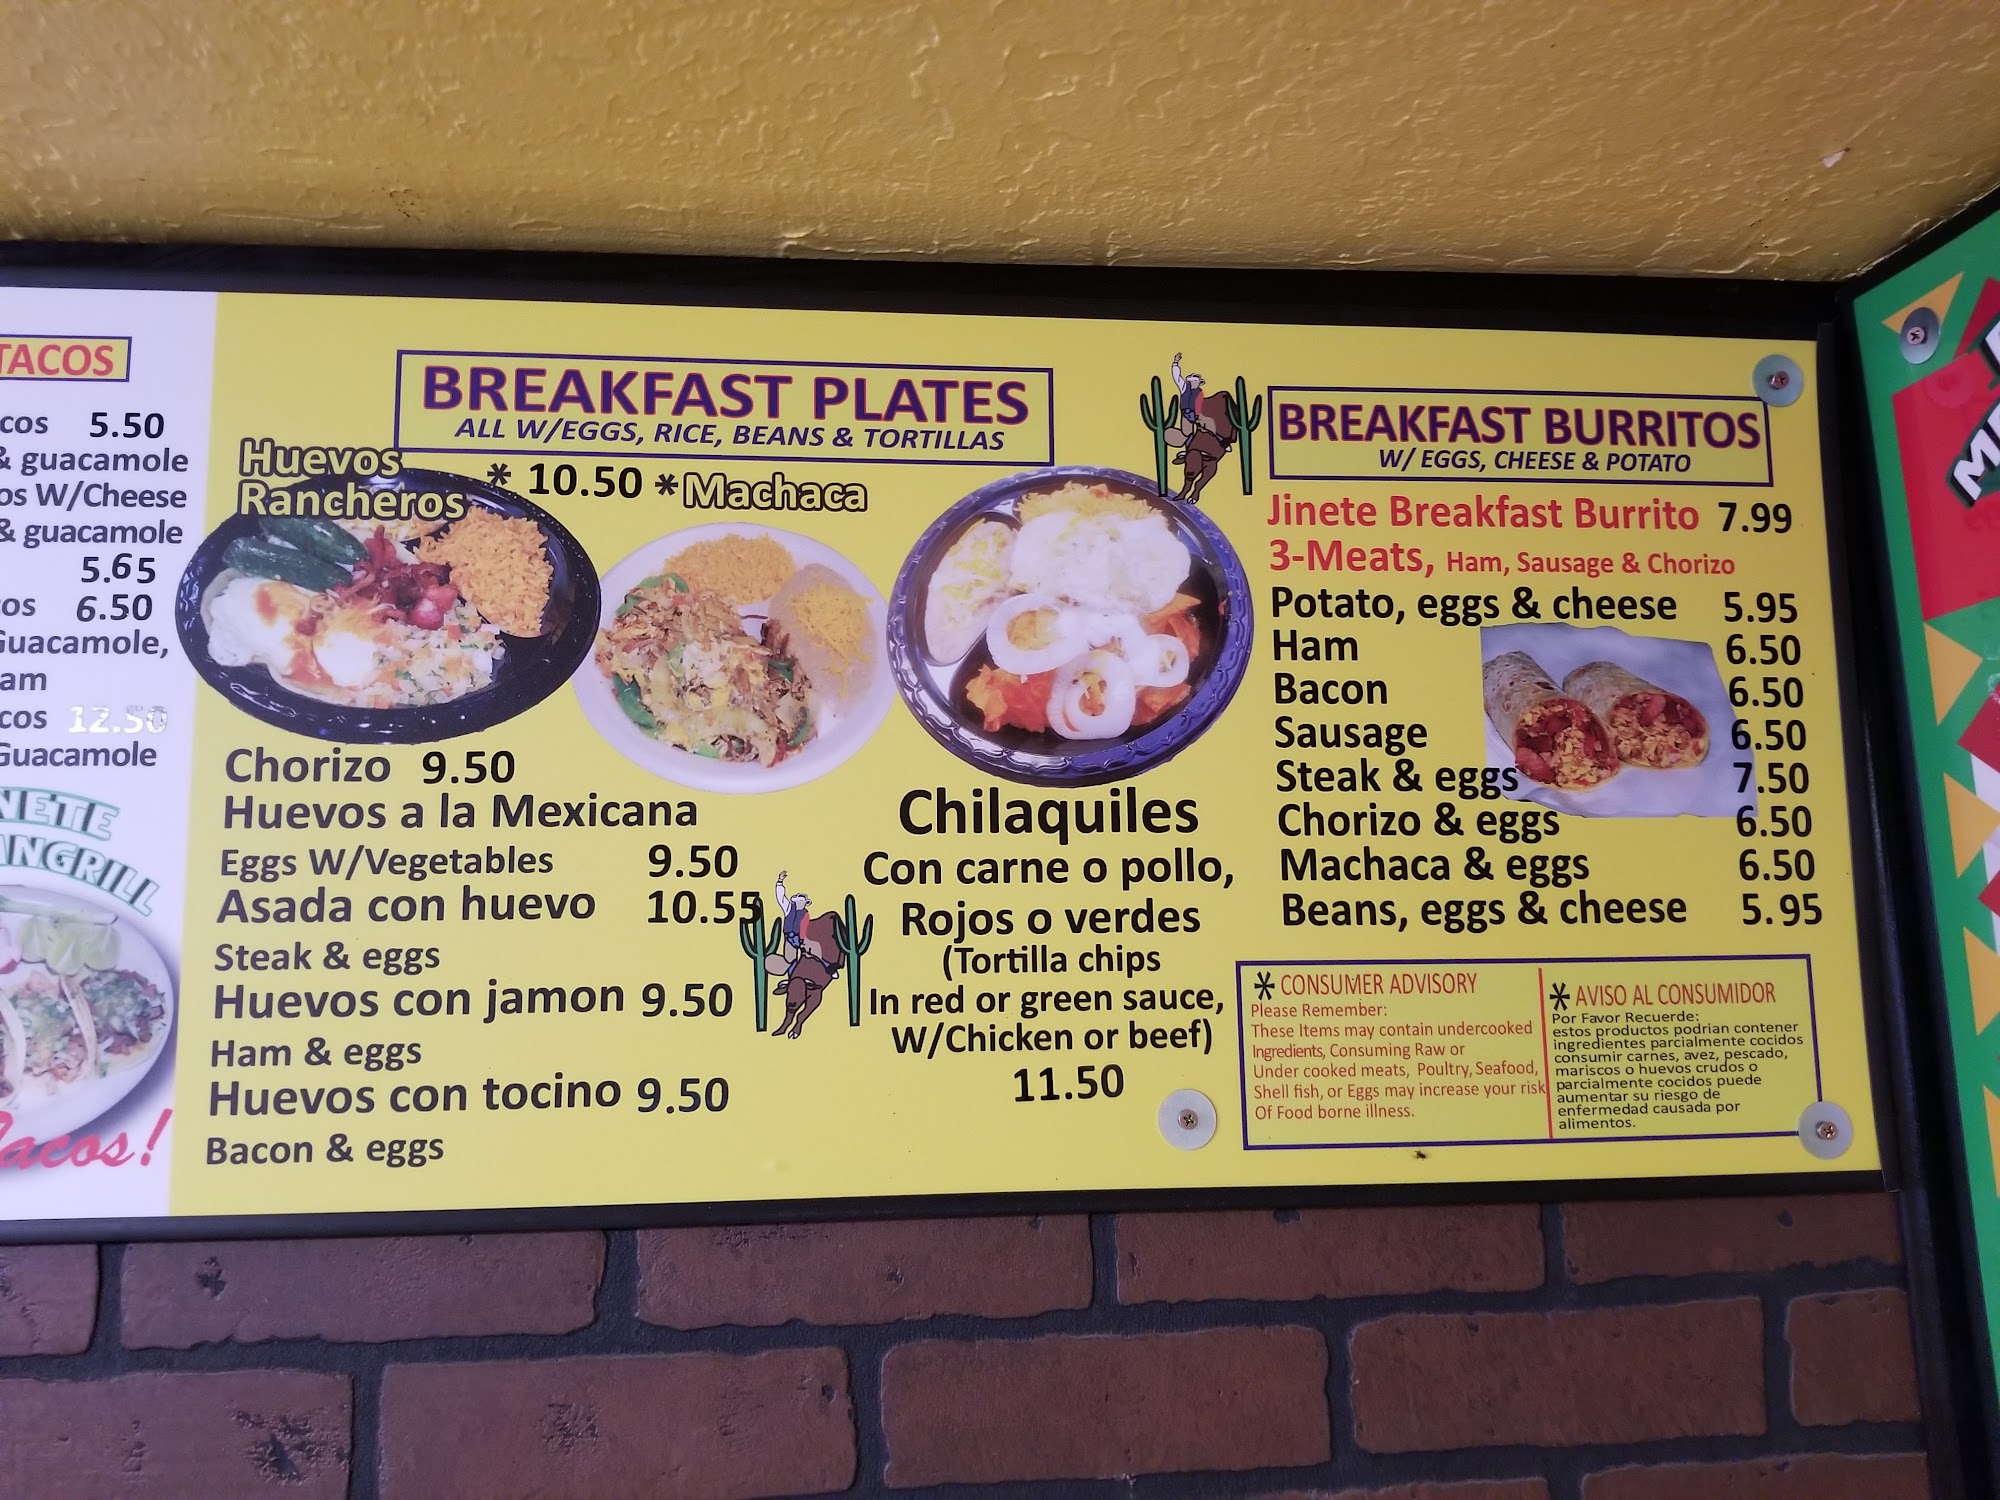 TACOS
5.50
& guacamole
W/Cheese
& guacamole
5.65
6.50
Guacamole,
12.50
Guacamole
BREAKFAST PLATES
ALL W/EGGS, RICE, BEANS & TORTILLAS
Huevos
Rancheros
* 10.50 *
Machaca
Chorizo 9.50
Huevos a la Mexicana
Eggs W/Vegetables 9.50
Asada con huevo 10.55
Steak & eggs
Huevos con jamon 9.50
Ham & eggs
Huevos con tocino 9.50
Bacon & eggs
Chilaquiles
Con carne o pollo,
Rojos o verdes
(Tortilla chips
In red or green sauce,
W/Chicken or beef)
11.50
BREAKFAST BURRITOS
W/ EGGS, CHEESE & POTATO
Jinete Breakfast Burrito 7.99
3-Meats, Ham, Sausage & Chorizo
Potato, eggs & cheese 5.95
Ham 6.50
Bacon 6.50
Sausage 6.50
Steak & eggs 7.50
Chorizo & eggs 6.50
Machaca & eggs 6.50
Beans, eggs & cheese 5.95
* CONSUMER ADVISORY
Please Remember:
These Items may contain undercooked
Ingredients, Consuming Raw or
Under cooked meats, Poultry, Seafood,
Shell fish, or Eggs may increase your risk
Of Food borne illness.
* AVISO AL CONSUMIDOR
Por Favor Recuerde:
estos productos podrian contener
ingredientes parcialmente cocidos
consumir carnes, avez, pescado,
mariscos o huevos crudos o
parcialmente cocidos puede
aumentar su riesgo de
enfermedad causada por
alimentos.